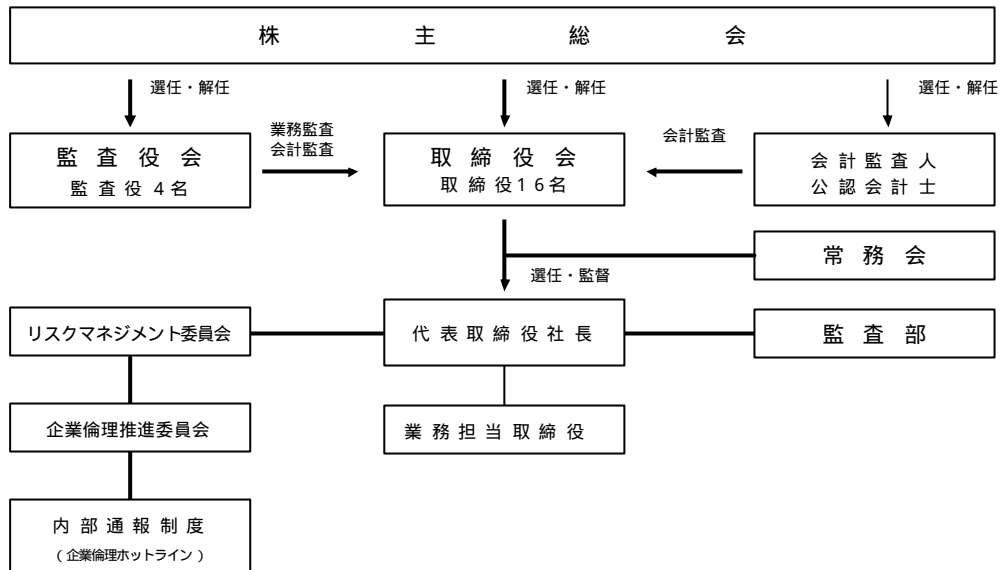 株主総会
選任・解任
選任・解任
選任・解任
監査役会
監査役4名
業務監査
会計監査
取締役会
取締役16名
会計監査
会計監査人
公認会計士
常務会
選任・監督
リスクマネジメント委員会
代表取締役社長
監査部
企業倫理推進委員会
業務担当取締役
内部通報制度
(企業倫理ホットライン)